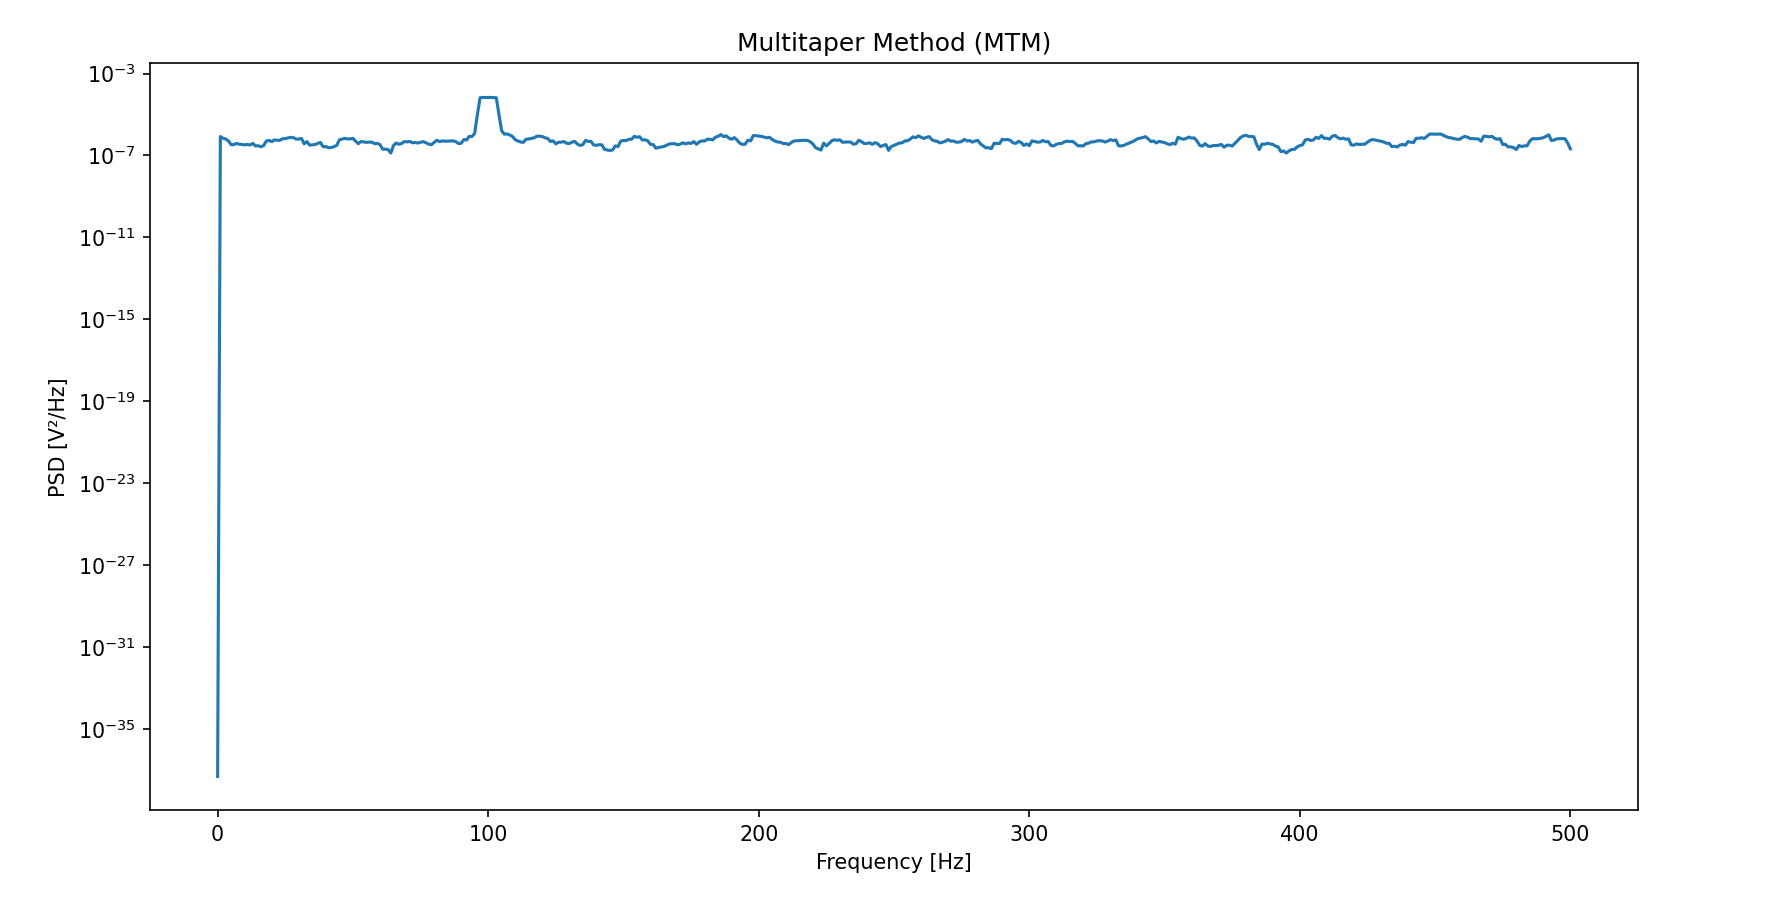 Multitaper Method (MTM)
10⁻³
10⁻⁷
10⁻¹¹
10⁻¹⁵
10⁻¹⁹
10⁻²³
10⁻²⁷
10⁻³¹
10⁻³⁵
PSD [V²/Hz]
0 100 200 300 400 500
Frequency [Hz]